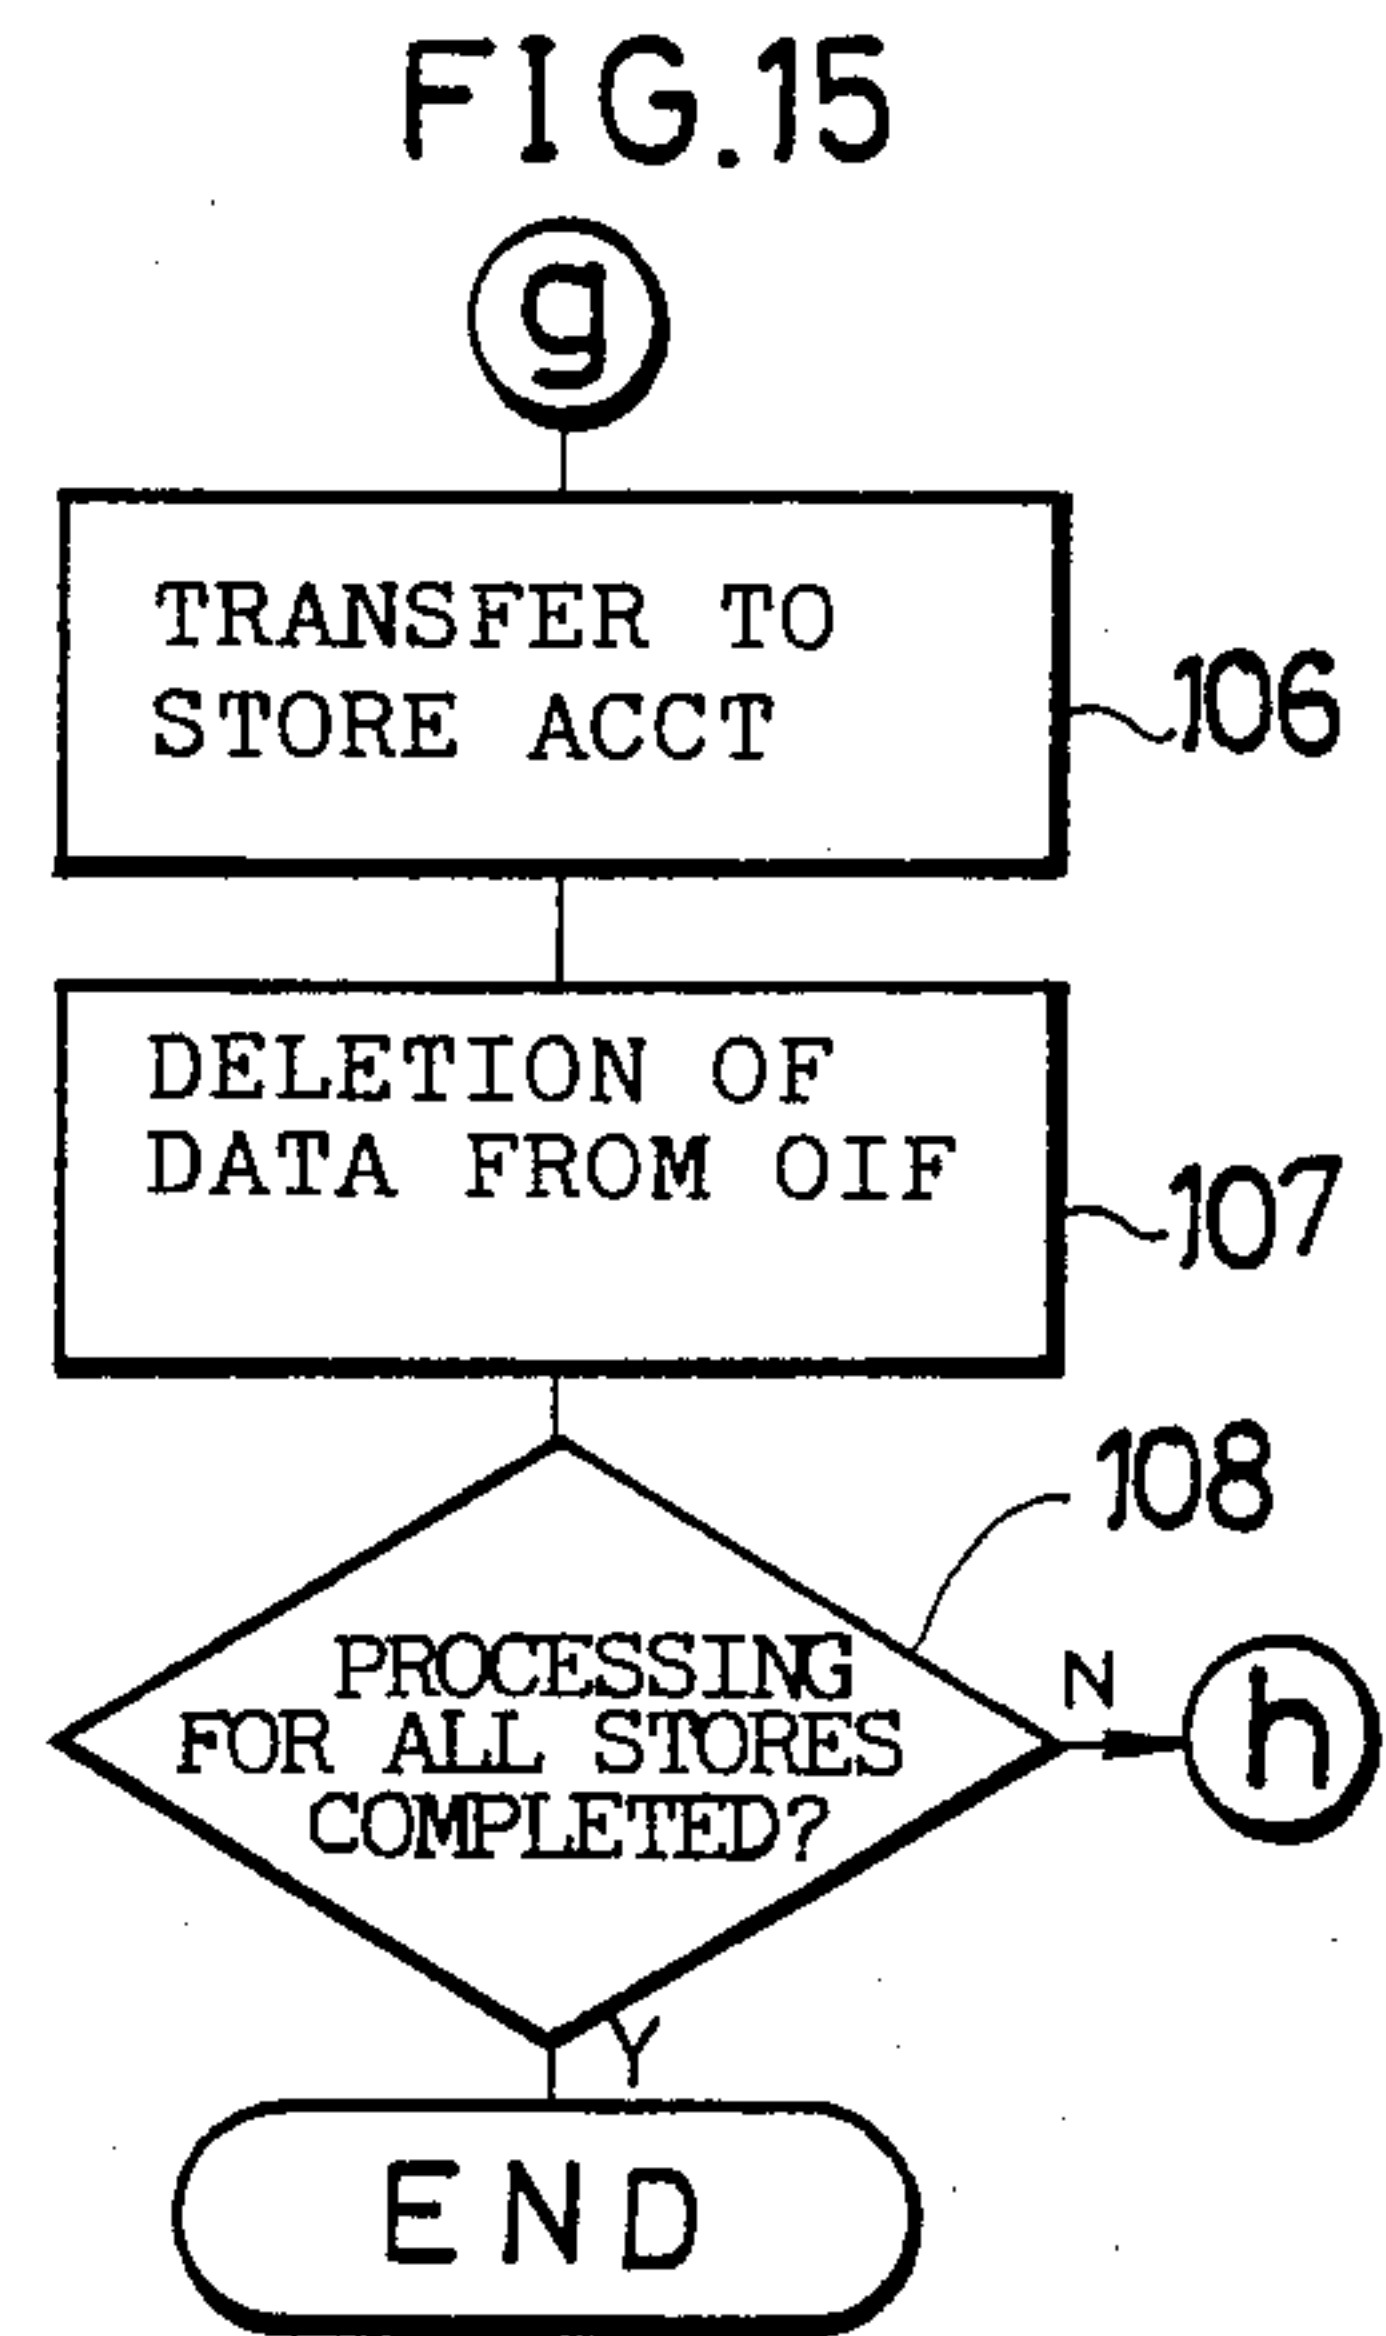 FIG.15
g
TRANSFER TO
STORE ACCT
106
DELETION OF
DATA FROM OIF
107
108
PROCESSING
FOR ALL STORES
COMPLETED?
N
h
Y
END